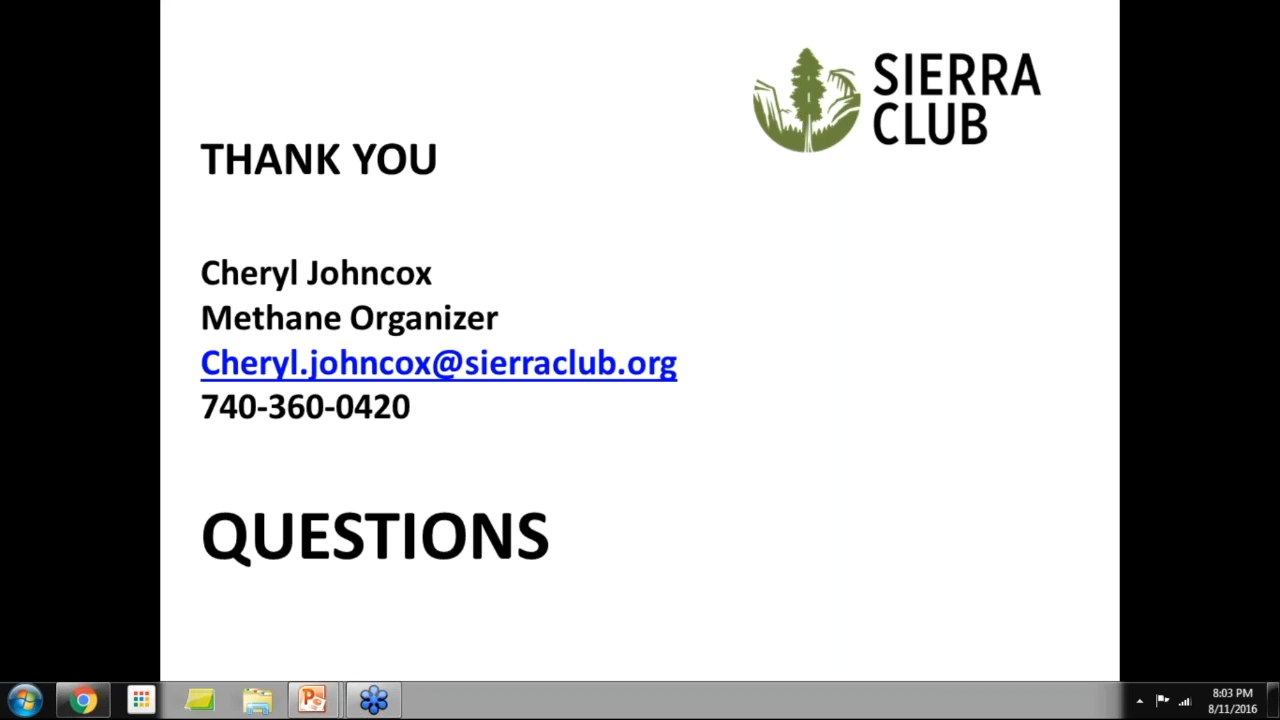 SIERRA
CLUB
THANK YOU
Cheryl Johncox
Methane Organizer
Cheryl.johncox@sierraclub.org
740-360-0420
QUESTIONS
8:03 PM
8/11/2016